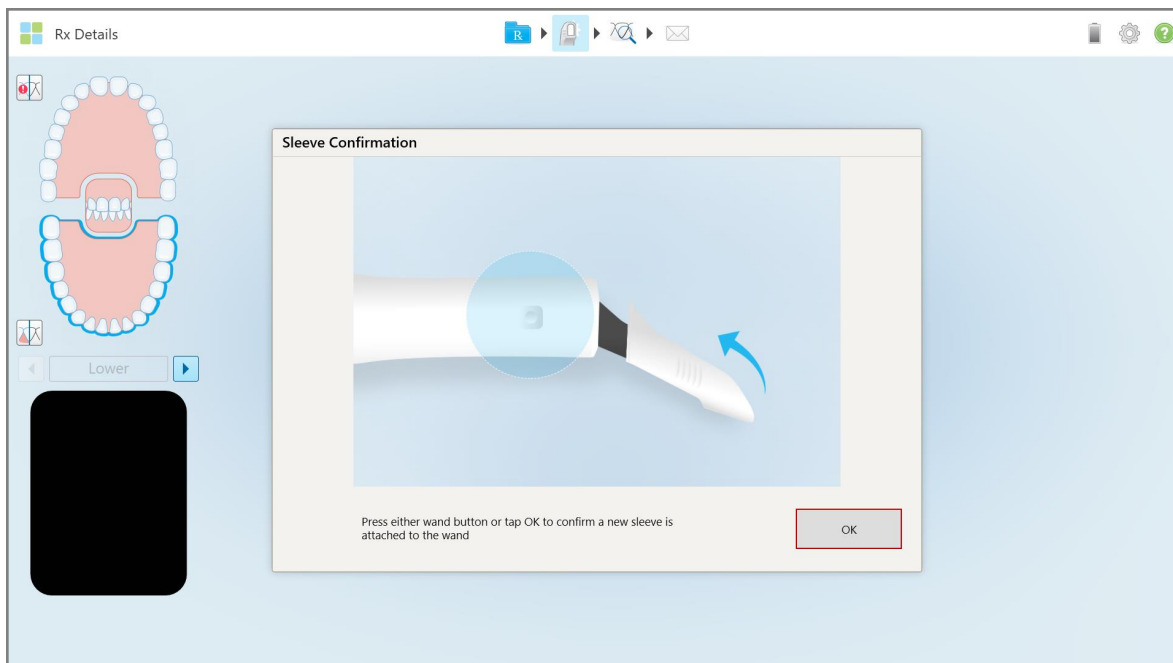 Rx Details
R
?
Sleeve Confirmation
Lower
Press either wand button or tap OK to confirm a new sleeve is
attached to the wand
OK